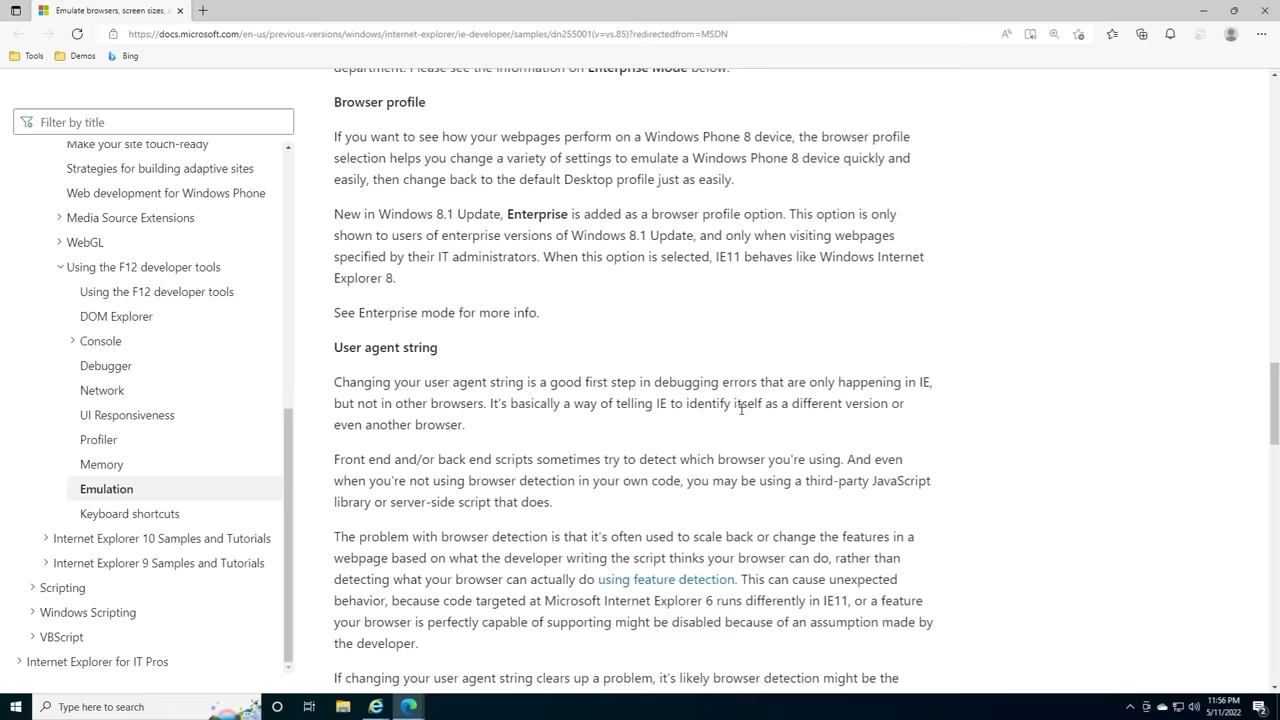 Emulate browsers, screen sizes,
https://docs.microsoft.com/en-us/previous-versions/windows/internet-explorer/ie-developer/samples/dn255001(v=vs.85)?redirectedfrom=MSDN
Tools
Demos
Bing
Filter by title
Make your site touch-ready
Strategies for building adaptive sites
Web development for Windows Phone
Media Source Extensions
WebGL
Using the F12 developer tools
Using the F12 developer tools
DOM Explorer
Console
Debugger
Network
UI Responsiveness
Profiler
Memory
Emulation
Keyboard shortcuts
Internet Explorer 10 Samples and Tutorials
Internet Explorer 9 Samples and Tutorials
Scripting
Windows Scripting
VBScript
Internet Explorer for IT Pros
department. Please see the information on Enterprise Mode below.
Browser profile
If you want to see how your webpages perform on a Windows Phone 8 device, the browser profile
selection helps you change a variety of settings to emulate a Windows Phone 8 device quickly and
easily, then change back to the default Desktop profile just as easily.
New in Windows 8.1 Update, Enterprise is added as a browser profile option. This option is only
shown to users of enterprise versions of Windows 8.1 Update, and only when visiting webpages
specified by their IT administrators. When this option is selected, IE11 behaves like Windows Internet
Explorer 8.
See Enterprise mode for more info.
User agent string
Changing your user agent string is a good first step in debugging errors that are only happening in IE,
but not in other browsers. It's basically a way of telling IE to identify itself as a different version or
even another browser.
Front end and/or back end scripts sometimes try to detect which browser you're using. And even
when you're not using browser detection in your own code, you may be using a third-party JavaScript
library or server-side script that does.
The problem with browser detection is that it's often used to scale back or change the features in a
webpage based on what the developer writing the script thinks your browser can do, rather than
detecting what your browser can actually do using feature detection. This can cause unexpected
behavior, because code targeted at Microsoft Internet Explorer 6 runs differently in IE11, or a feature
your browser is perfectly capable of supporting might be disabled because of an assumption made by
the developer.
If changing your user agent string clears up a problem, it's likely browser detection might be the
Type here to search
11:56 PM
5/11/2022
2